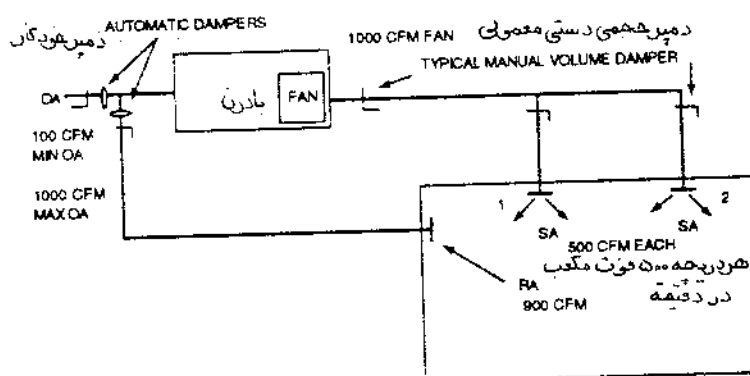 دمپر خودکار AUTOMATIC DAMPERS
1000 CFM FAN دمپر حجمی دستی معمولی
TYPICAL MANUAL VOLUME DAMPER
OA
بادزن FAN
100 CFM
MIN OA
1000 CFM
MAX OA
1 SA SA 2
500 CFM EACH
هر دریچه ۵۰۰ فوت مکعب
در دقیقه
RA
900 CFM